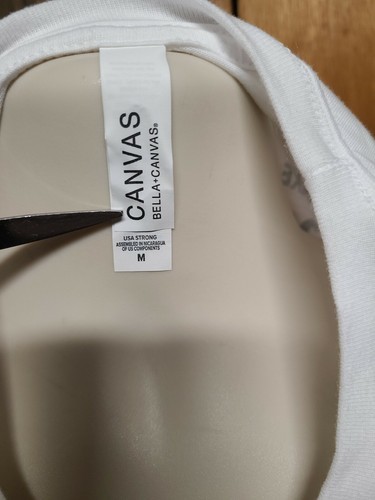 CANVAS
BELLA+CANVAS®
USA STRONG
ASSEMBLED IN NICARAGUA
OF US COMPONENTS
M